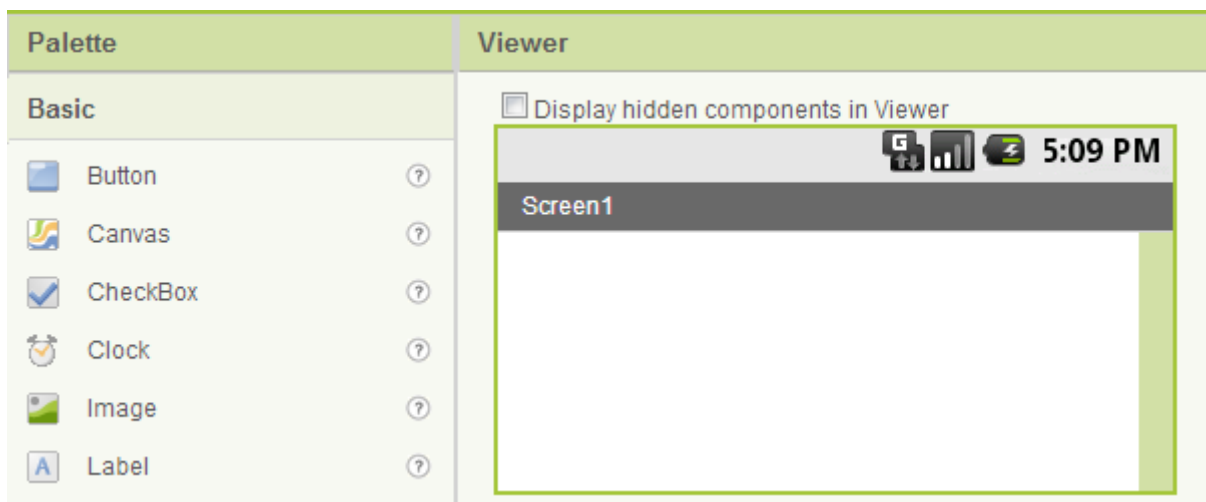 Palette
Basic
Button ?
Canvas ?
CheckBox ?
Clock ?
Image ?
A Label ?
Viewer
Display hidden components in Viewer
G 5:09 PM
Screen1